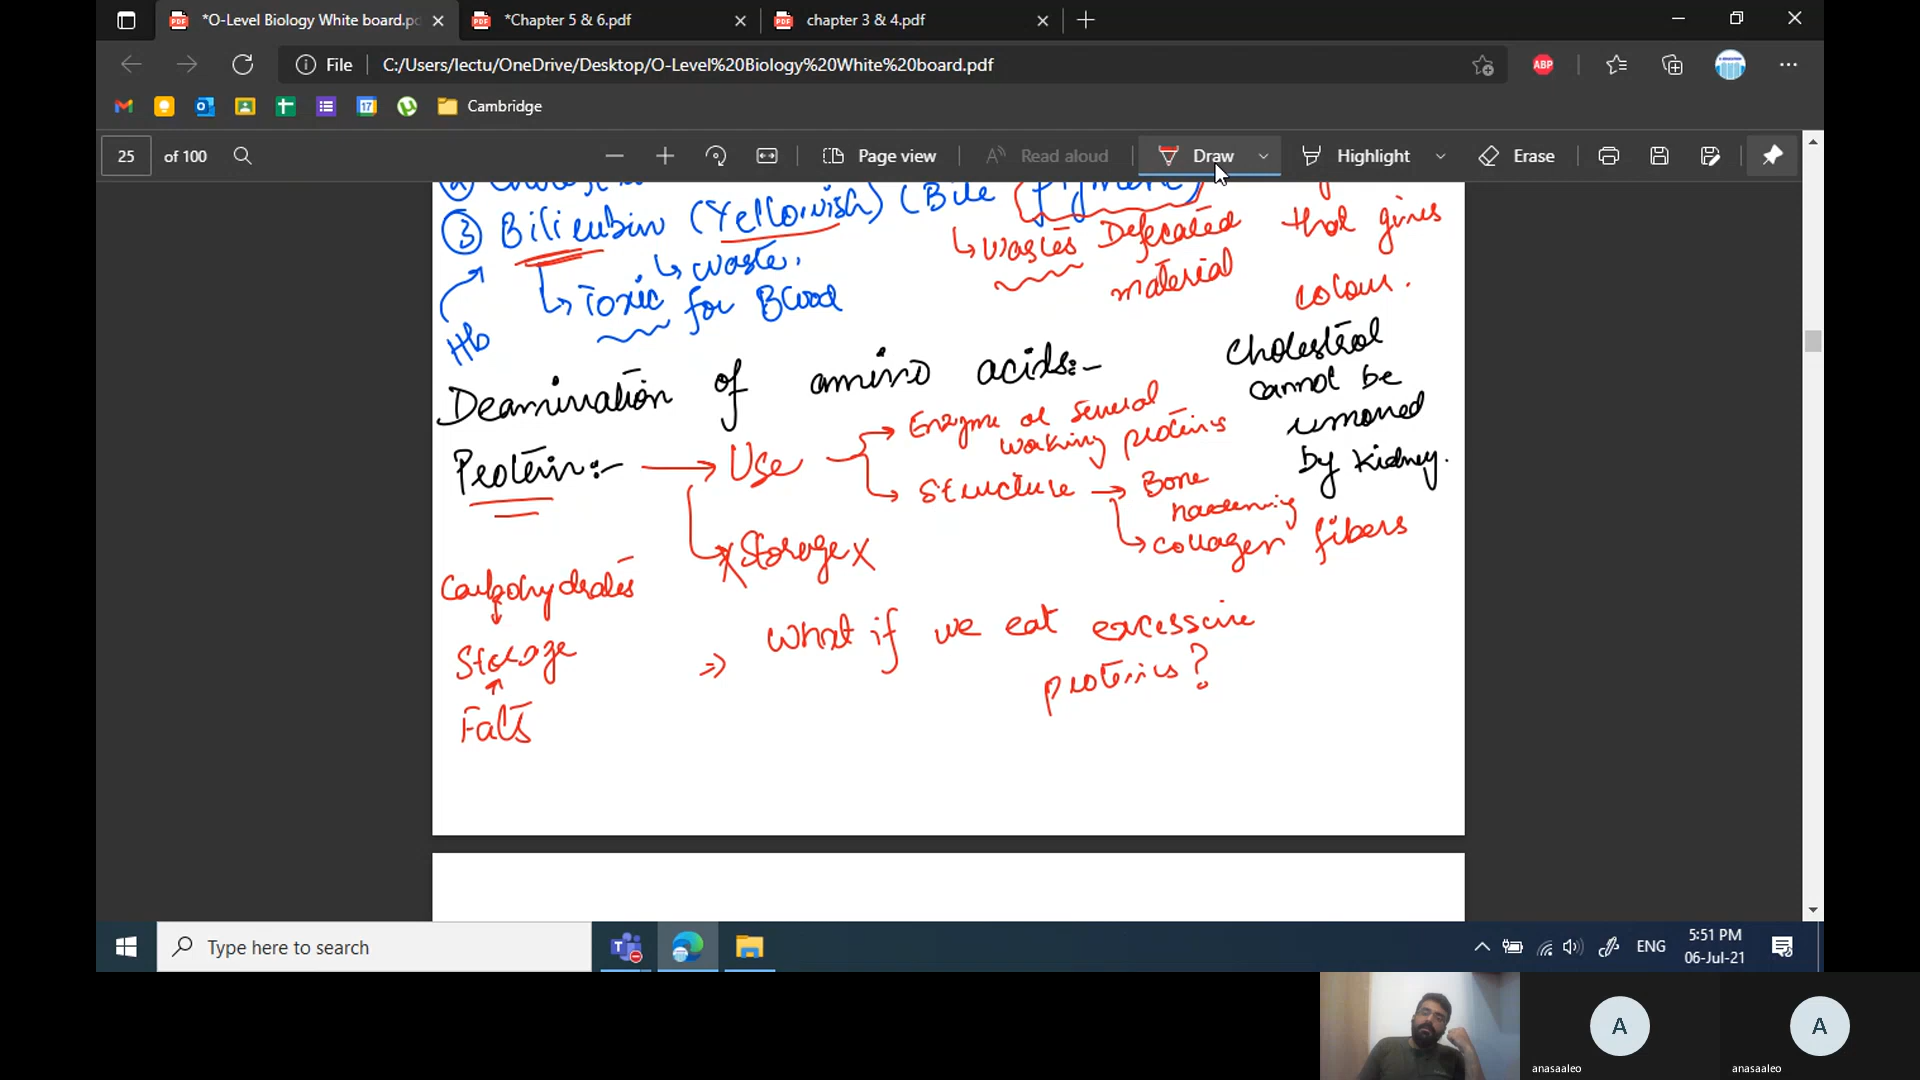 *O-Level Biology White board.pd
*Chapter 5 & 6.pdf
chapter 3 & 4.pdf
File C:/Users/lectu/OneDrive/Desktop/O-Level%20Biology%20White%20board.pdf
ABP
Cambridge
25 of 100 Page view Read aloud Draw Highlight Erase
③ Bilirubin (Yellowish) (Bile (pigment)
↳ wastes Defecated material
that gives colour.
↳ waste.
↳ Toxic for Blood
Hb
Deamination of amino acids:-
Cholestrol
cannot be
removed
by kidney.
Protein:- → Use
Enzyme or several
working proteins
Structure → Bone
hardening
↳ collagen fibers
X Storage X
Carbohydrates
↓
Storage
↑
Fats
⇒ What if we eat excessive
proteins?
Type here to search
ENG
5:51 PM
06-Jul-21
A
anasaaleo
A
anasaaleo